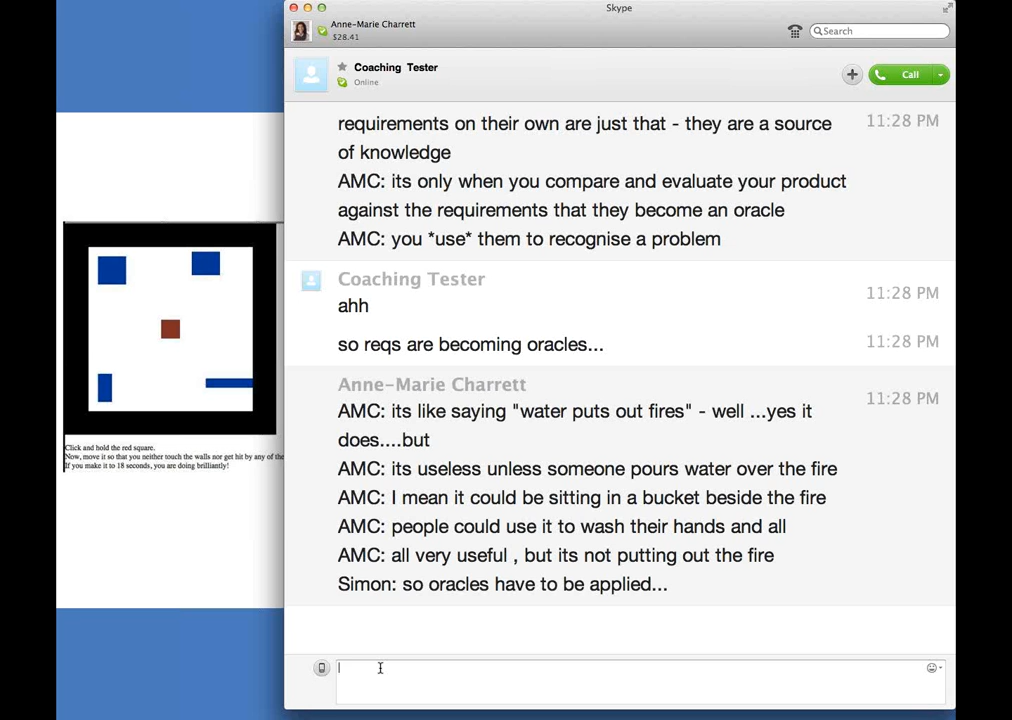 Skype
Anne-Marie Charrett
$28.41
Search
Coaching Tester
Online
Call
requirements on their own are just that - they are a source
of knowledge
11:28 PM
AMC: its only when you compare and evaluate your product
against the requirements that they become an oracle
AMC: you *use* them to recognise a problem
Coaching Tester
ahh
11:28 PM
so reqs are becoming oracles...
11:28 PM
Anne-Marie Charrett
AMC: its like saying "water puts out fires" - well ...yes it
does....but
11:28 PM
AMC: its useless unless someone pours water over the fire
AMC: I mean it could be sitting in a bucket beside the fire
AMC: people could use it to wash their hands and all
AMC: all very useful , but its not putting out the fire
Simon: so oracles have to be applied...
Click and hold the red square.
Now, move it so that you neither touch the walls nor get hit by any of the
If you make it to 18 seconds, you are doing brilliantly!